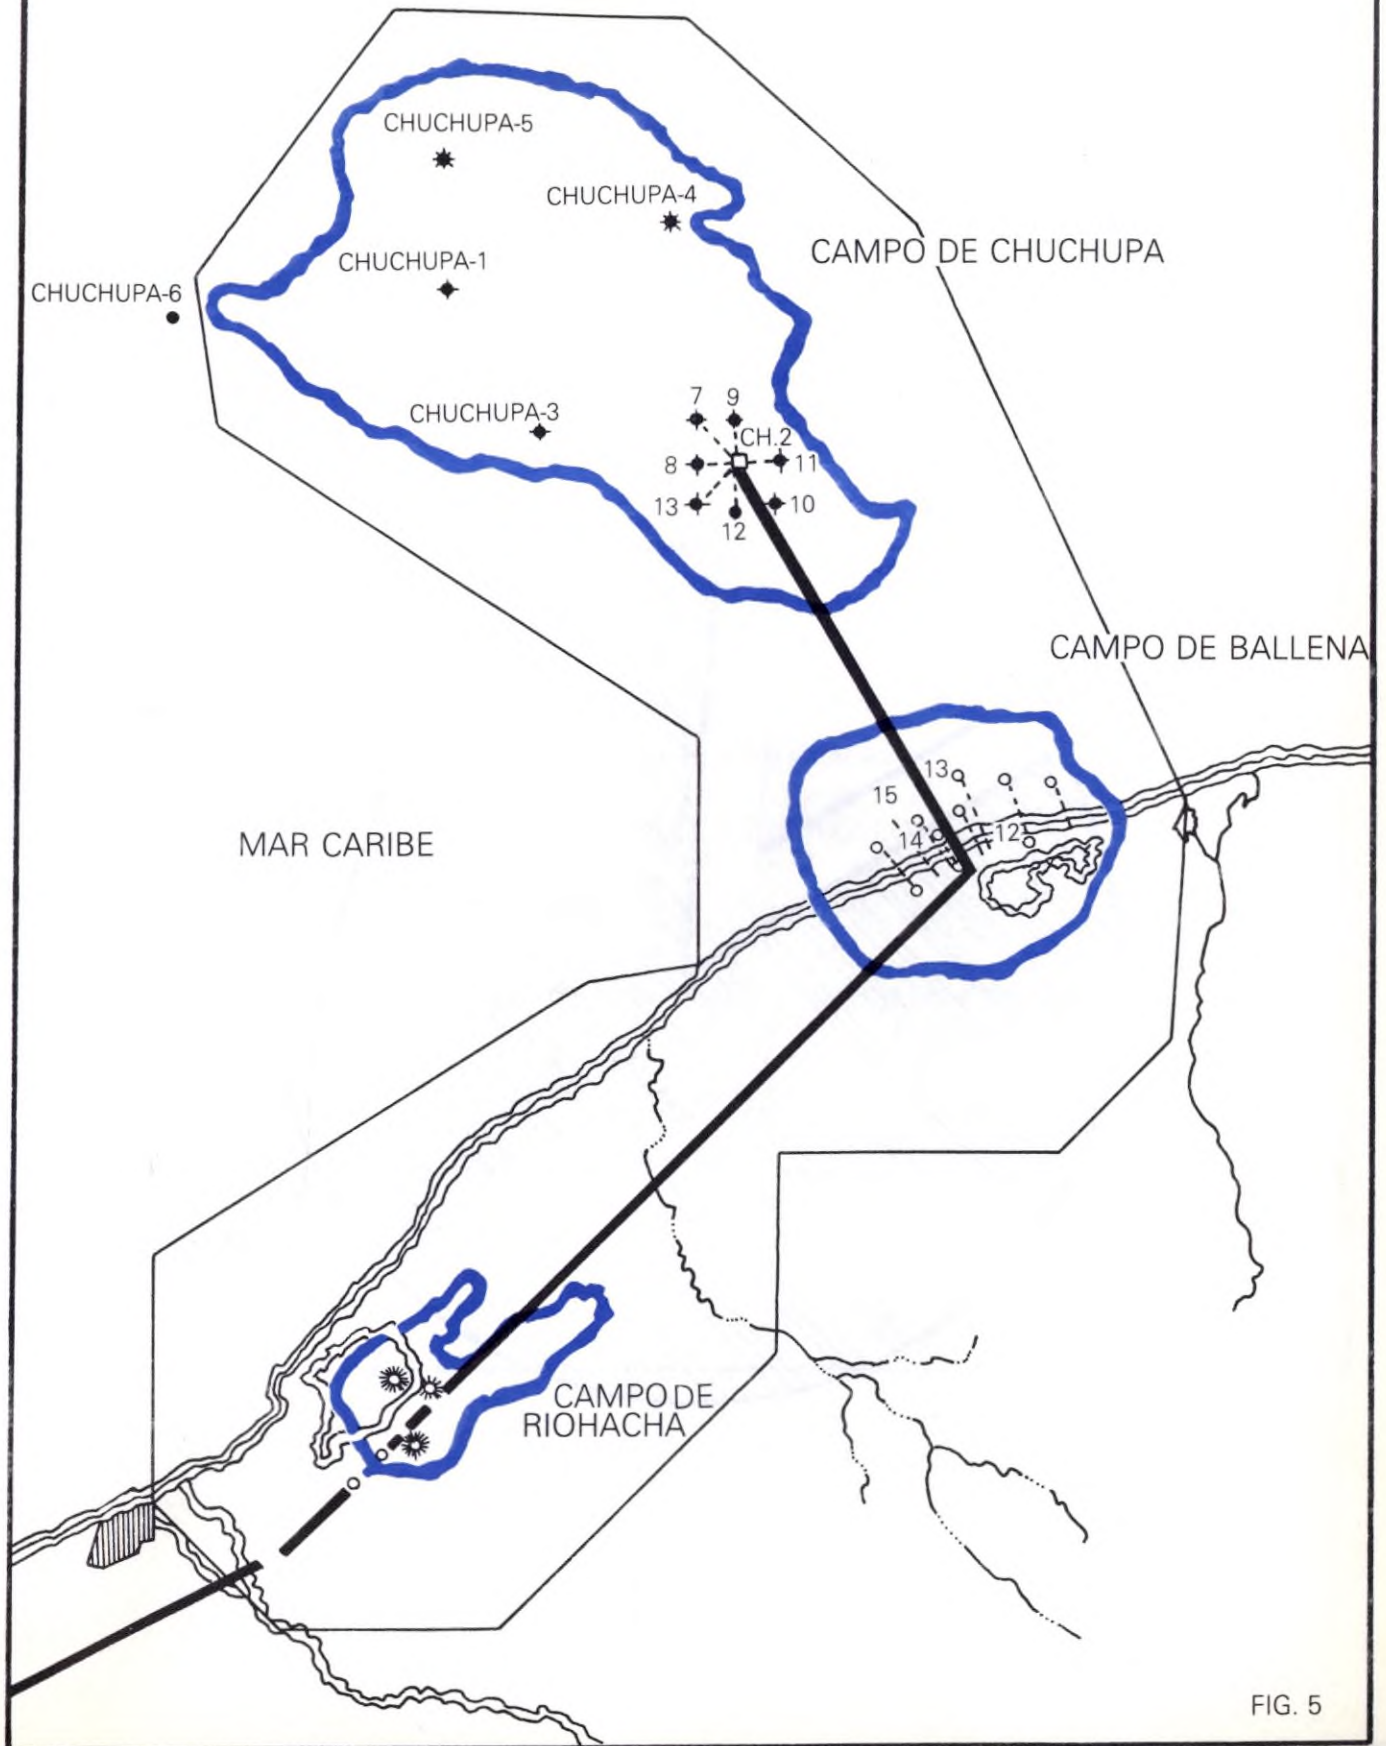 CHUCHUPA-5
CHUCHUPA-4
CAMPO DE CHUCHUPA
CHUCHUPA-1
CHUCHUPA-6
CHUCHUPA-3
7 9
CH.2
8 11
13 10
12
CAMPO DE BALLENA
13
15
14 12
MAR CARIBE
CAMPO DE
RIOHACHA
FIG. 5